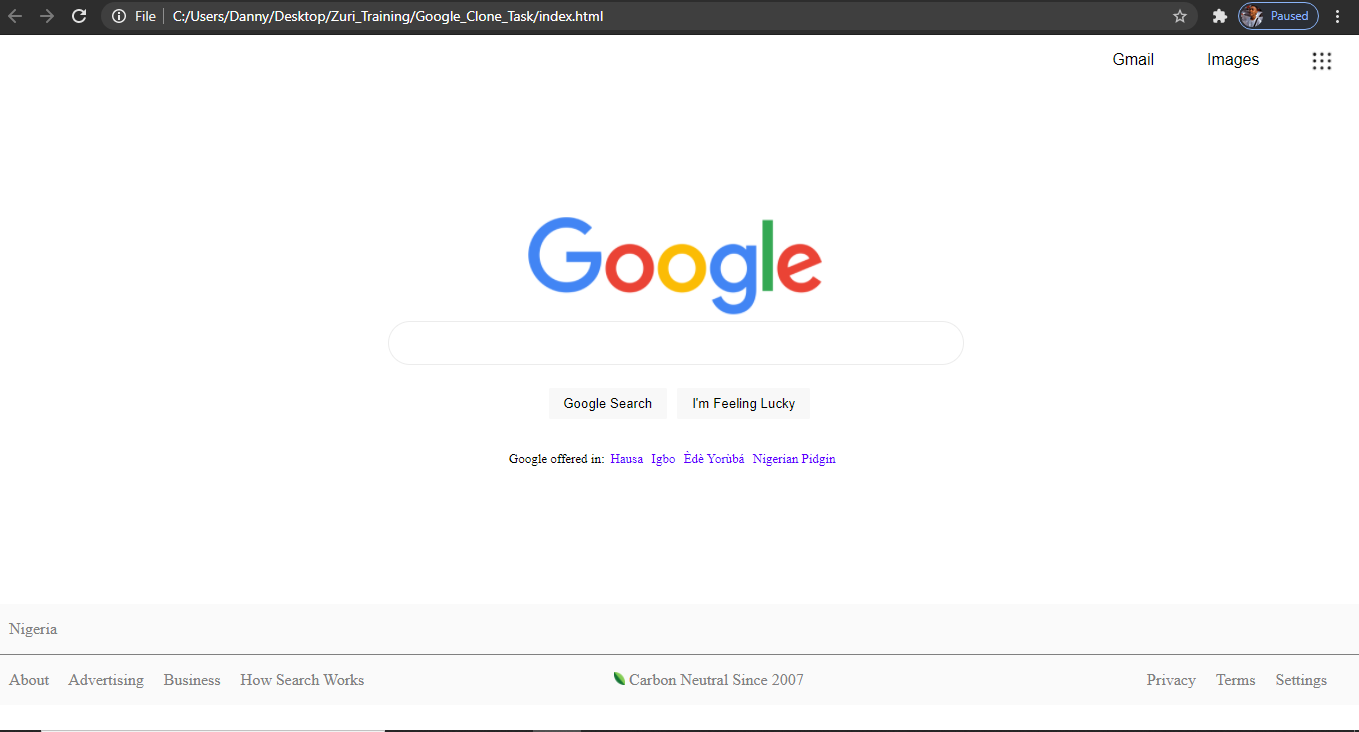 File C:/Users/Danny/Desktop/Zuri_Training/Google_Clone_Task/index.html Paused
Gmail Images
Google
Google Search I'm Feeling Lucky
Google offered in: Hausa Igbo Èdè Yorùbá Nigerian Pidgin
Nigeria
About Advertising Business How Search Works Carbon Neutral Since 2007 Privacy Terms Settings